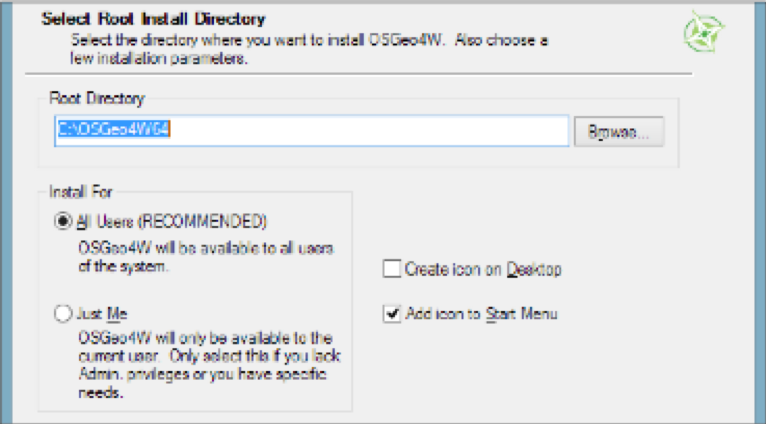 Select Root Install Directory
Select the directory where you want to install OSGeo4W. Also choose a
few installation parameters.
Root Directory
C:\OSGeo4W64
Browse...
Install For
All Users (RECOMMENDED)
OSGeo4W will be available to all users
of the system.
Create icon on Desktop
Just Me
Add icon to Start Menu
OSGeo4W will only be available to the
current user. Only select this if you lack
Admin. privileges or you have specific
needs.